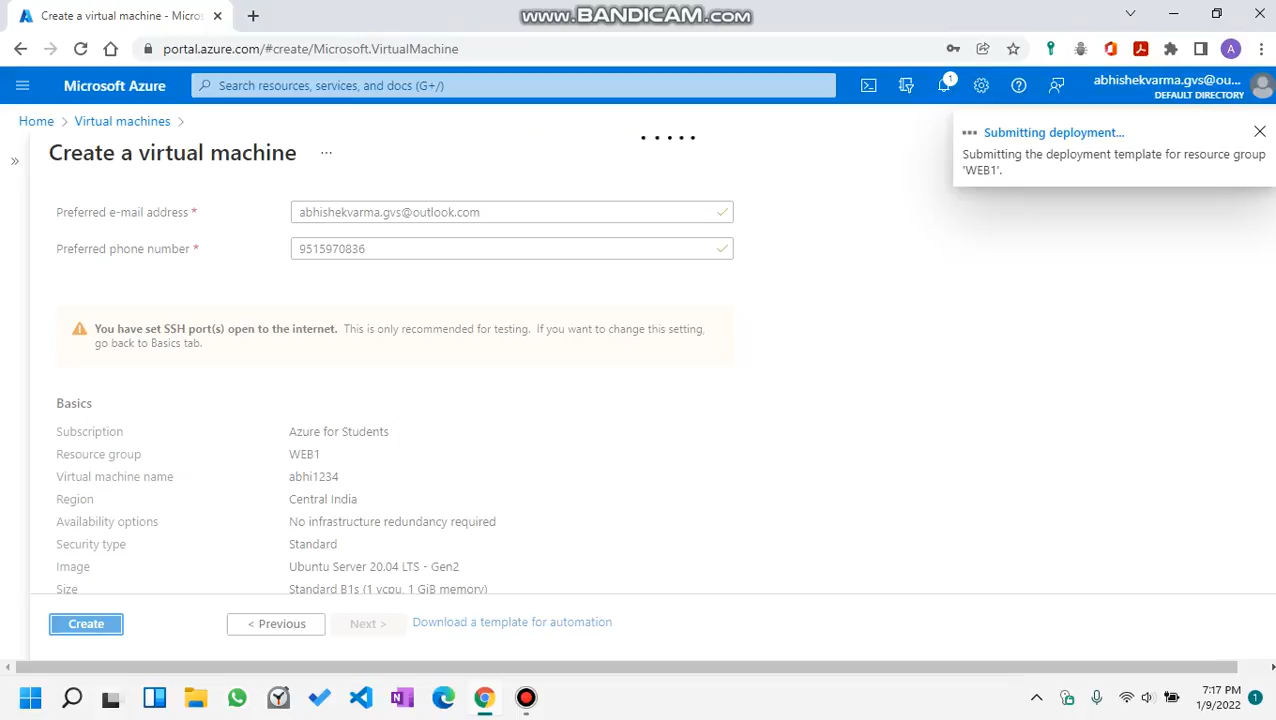 Create a virtual machine - Micros
www.BANDICAM.com
portal.azure.com/#create/Microsoft.VirtualMachine
A
Microsoft Azure
Search resources, services, and docs (G+/)
1
abhishekvarma.gvs@ou...
DEFAULT DIRECTORY
Home > Virtual machines >
Submitting deployment...
Submitting the deployment template for resource group
'WEB1'.
Create a virtual machine ...
Preferred e-mail address *
abhishekvarma.gvs@outlook.com
Preferred phone number *
9515970836
You have set SSH port(s) open to the internet. This is only recommended for testing. If you want to change this setting,
go back to Basics tab.
Basics
Subscription Azure for Students
Resource group WEB1
Virtual machine name abhi1234
Region Central India
Availability options No infrastructure redundancy required
Security type Standard
Image Ubuntu Server 20.04 LTS - Gen2
Size Standard B1s (1 vcpu, 1 GiB memory)
Create < Previous Next > Download a template for automation
7:17 PM
1/9/2022
1